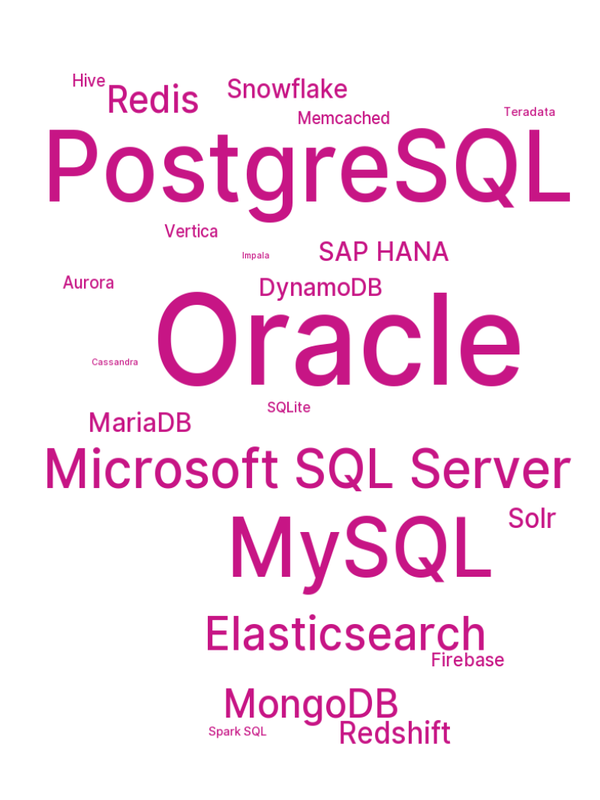 Hive
Redis
Snowflake
Memcached
Teradata
PostgreSQL
Vertica
Impala
SAP HANA
Aurora
DynamoDB
Oracle
Cassandra
SQLite
MariaDB
Microsoft SQL Server
Solr
MySQL
Elasticsearch
Firebase
MongoDB
Spark SQL
Redshift